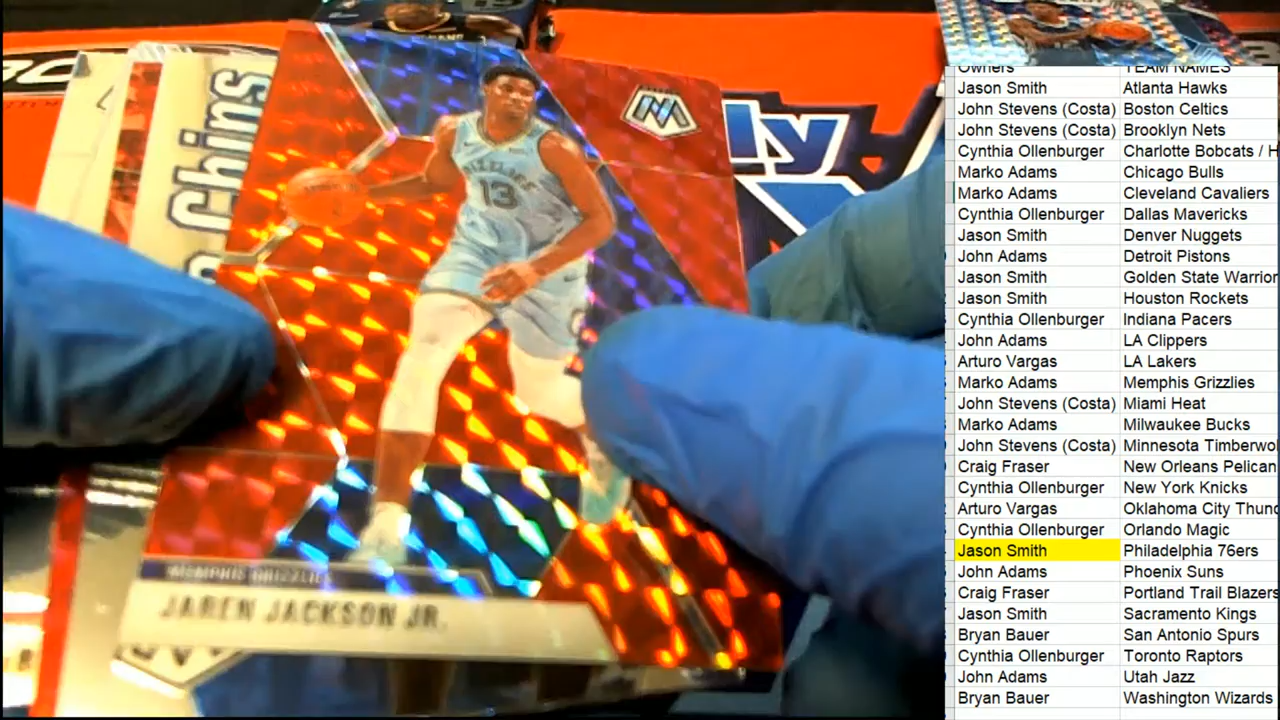 Owners TEAM NAMES
Jason Smith Atlanta Hawks
John Stevens (Costa) Boston Celtics
John Stevens (Costa) Brooklyn Nets
Cynthia Ollenburger Charlotte Bobcats / H
Marko Adams Chicago Bulls
Marko Adams Cleveland Cavaliers
Cynthia Ollenburger Dallas Mavericks
Jason Smith Denver Nuggets
John Adams Detroit Pistons
Jason Smith Golden State Warrior
Jason Smith Houston Rockets
Cynthia Ollenburger Indiana Pacers
John Adams LA Clippers
Arturo Vargas LA Lakers
Marko Adams Memphis Grizzlies
John Stevens (Costa) Miami Heat
Marko Adams Milwaukee Bucks
John Stevens (Costa) Minnesota Timberwo
Craig Fraser New Orleans Pelican
Cynthia Ollenburger New York Knicks
Arturo Vargas Oklahoma City Thund
Cynthia Ollenburger Orlando Magic
Jason Smith Philadelphia 76ers
John Adams Phoenix Suns
Craig Fraser Portland Trail Blazers
Jason Smith Sacramento Kings
Bryan Bauer San Antonio Spurs
Cynthia Ollenburger Toronto Raptors
John Adams Utah Jazz
Bryan Bauer Washington Wizards
Chins
ly
13
MEMPHIS GRIZZLIES
JAREN JACKSON JR.